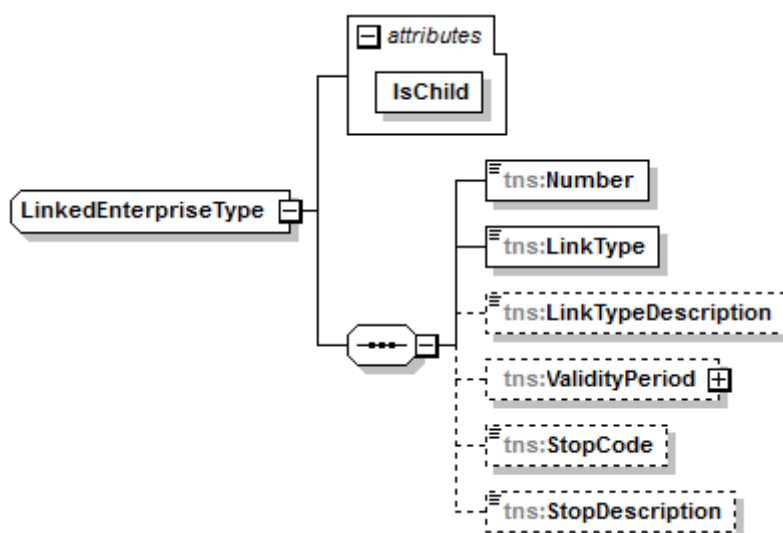 attributes
IsChild
LinkedEnterpriseType
tns:Number
tns:LinkType
tns:LinkTypeDescription
tns:ValidityPeriod
tns:StopCode
tns:StopDescription